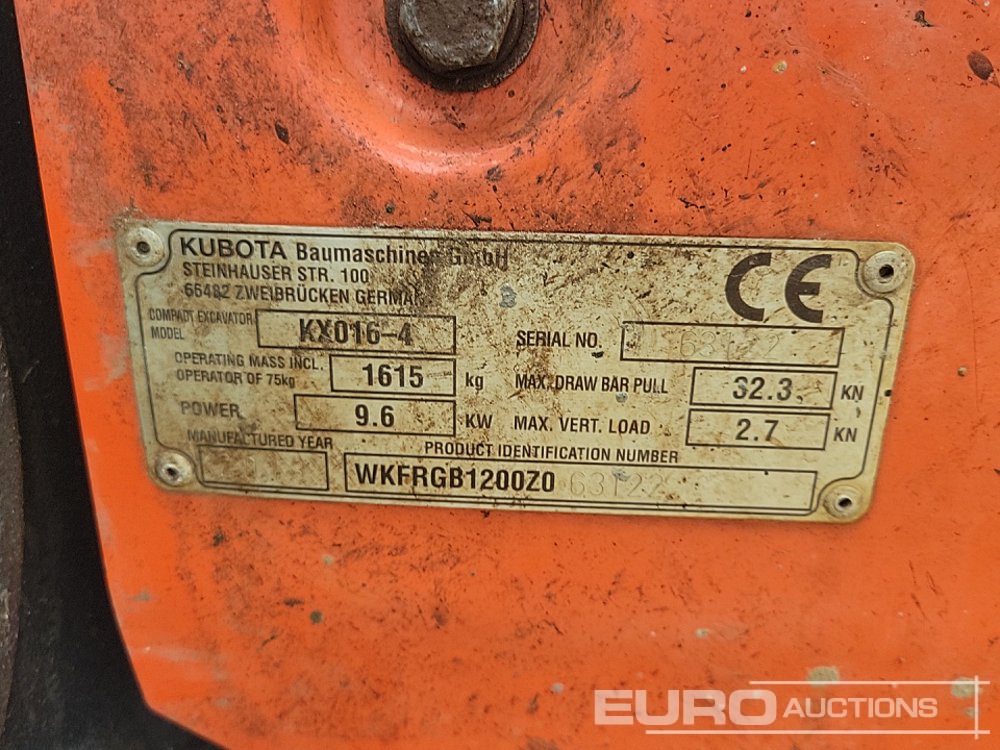 KUBOTA Baumaschinen GmbH
STEINHAUSER STR. 100
66482 ZWEIBRÜCKEN GERMANY
COMPACT EXCAVATOR MODEL KX016-4 SERIAL NO. 63122
OPERATING MASS INCL. OPERATOR OF 75kg 1615 kg MAX. DRAW BAR PULL 32.3 KN
POWER 9.6 KW MAX. VERT. LOAD 2.7 KN
MANUFACTURED YEAR PRODUCT IDENTIFICATION NUMBER
WKFRGB1200Z0 63122
CE
EURO AUCTIONS